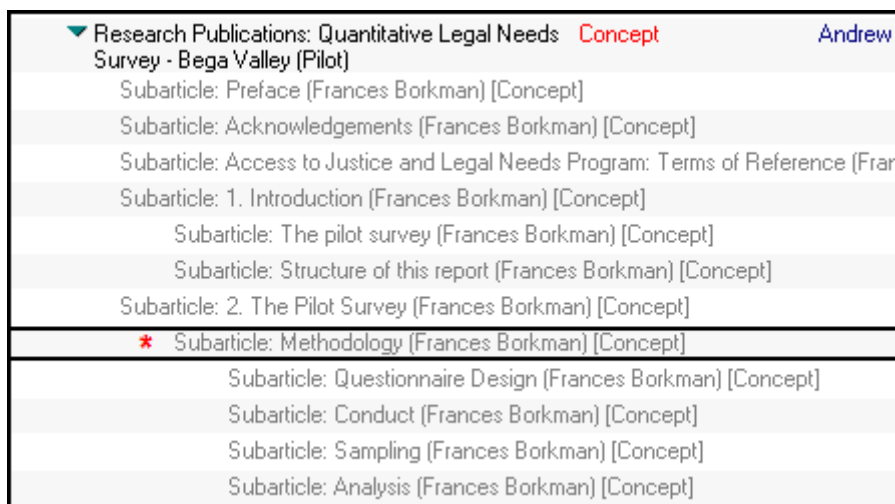 Research Publications: Quantitative Legal Needs Concept Andrew
Survey - Bega Valley (Pilot)
Subarticle: Preface (Frances Borkman) [Concept]
Subarticle: Acknowledgements (Frances Borkman) [Concept]
Subarticle: Access to Justice and Legal Needs Program: Terms of Reference (Fran
Subarticle: 1. Introduction (Frances Borkman) [Concept]
Subarticle: The pilot survey (Frances Borkman) [Concept]
Subarticle: Structure of this report (Frances Borkman) [Concept]
Subarticle: 2. The Pilot Survey (Frances Borkman) [Concept]
* Subarticle: Methodology (Frances Borkman) [Concept]
Subarticle: Questionnaire Design (Frances Borkman) [Concept]
Subarticle: Conduct (Frances Borkman) [Concept]
Subarticle: Sampling (Frances Borkman) [Concept]
Subarticle: Analysis (Frances Borkman) [Concept]